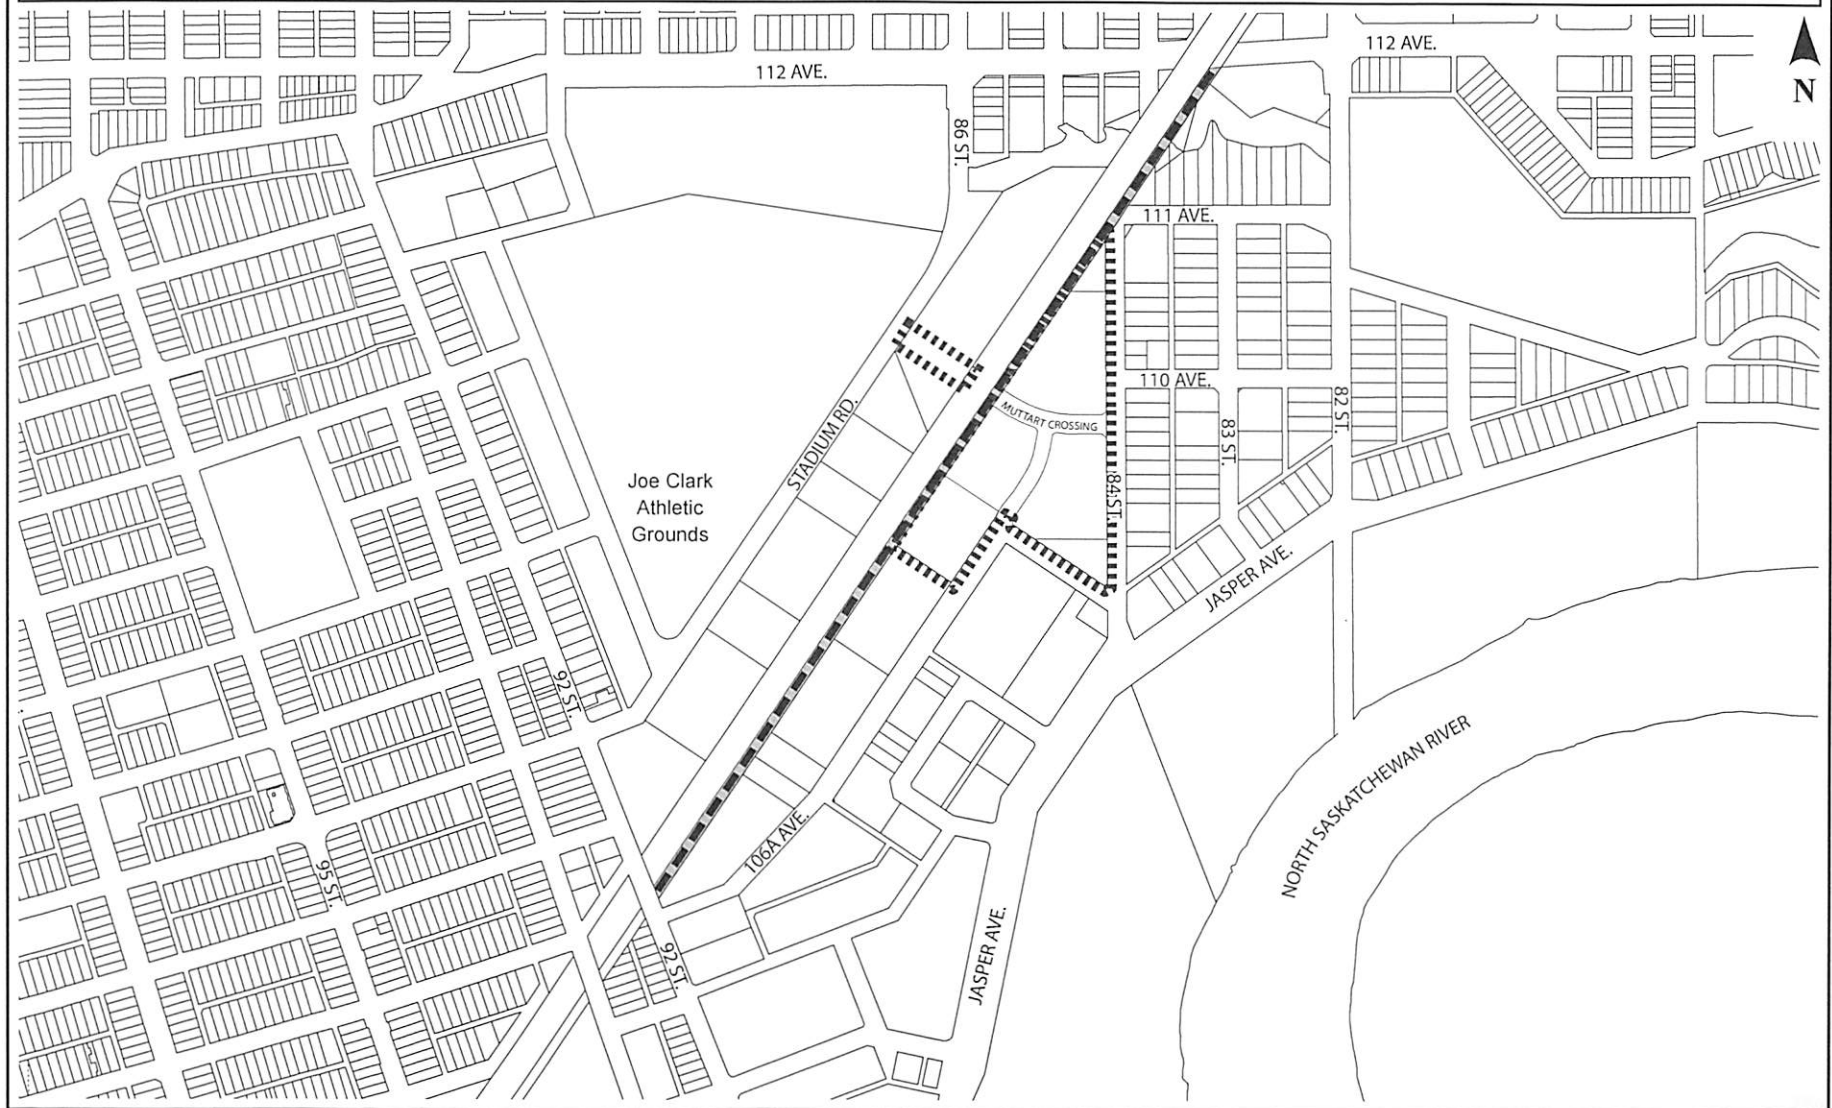 112 AVE.
112 AVE.
N
86 ST.
111 AVE.
110 AVE.
82 ST.
MUTTART CROSSING
STADIUM RD.
83 ST.
Joe Clark
Athletic
Grounds
84 ST.
JASPER AVE.
92 ST.
NORTH SASKATCHEWAN RIVER
106A AVE.
95 ST.
92 ST.
JASPER AVE.